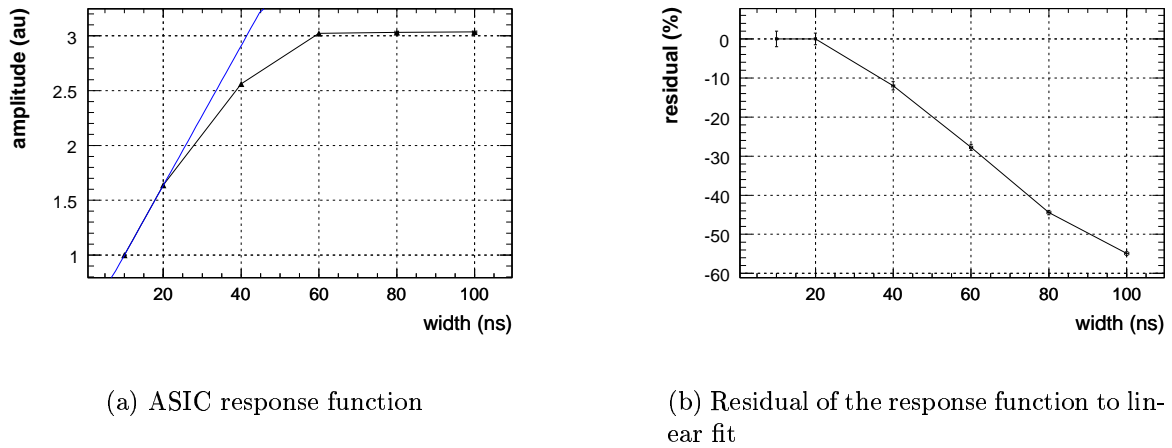 amplitude (au)
3
2.5
2
1.5
1
20 40 60 80 100
width (ns)
residual (%)
0
-10
-20
-30
-40
-50
-60
20 40 60 80 100
width (ns)
(a) ASIC response function
(b) Residual of the response function to lin-
ear fit